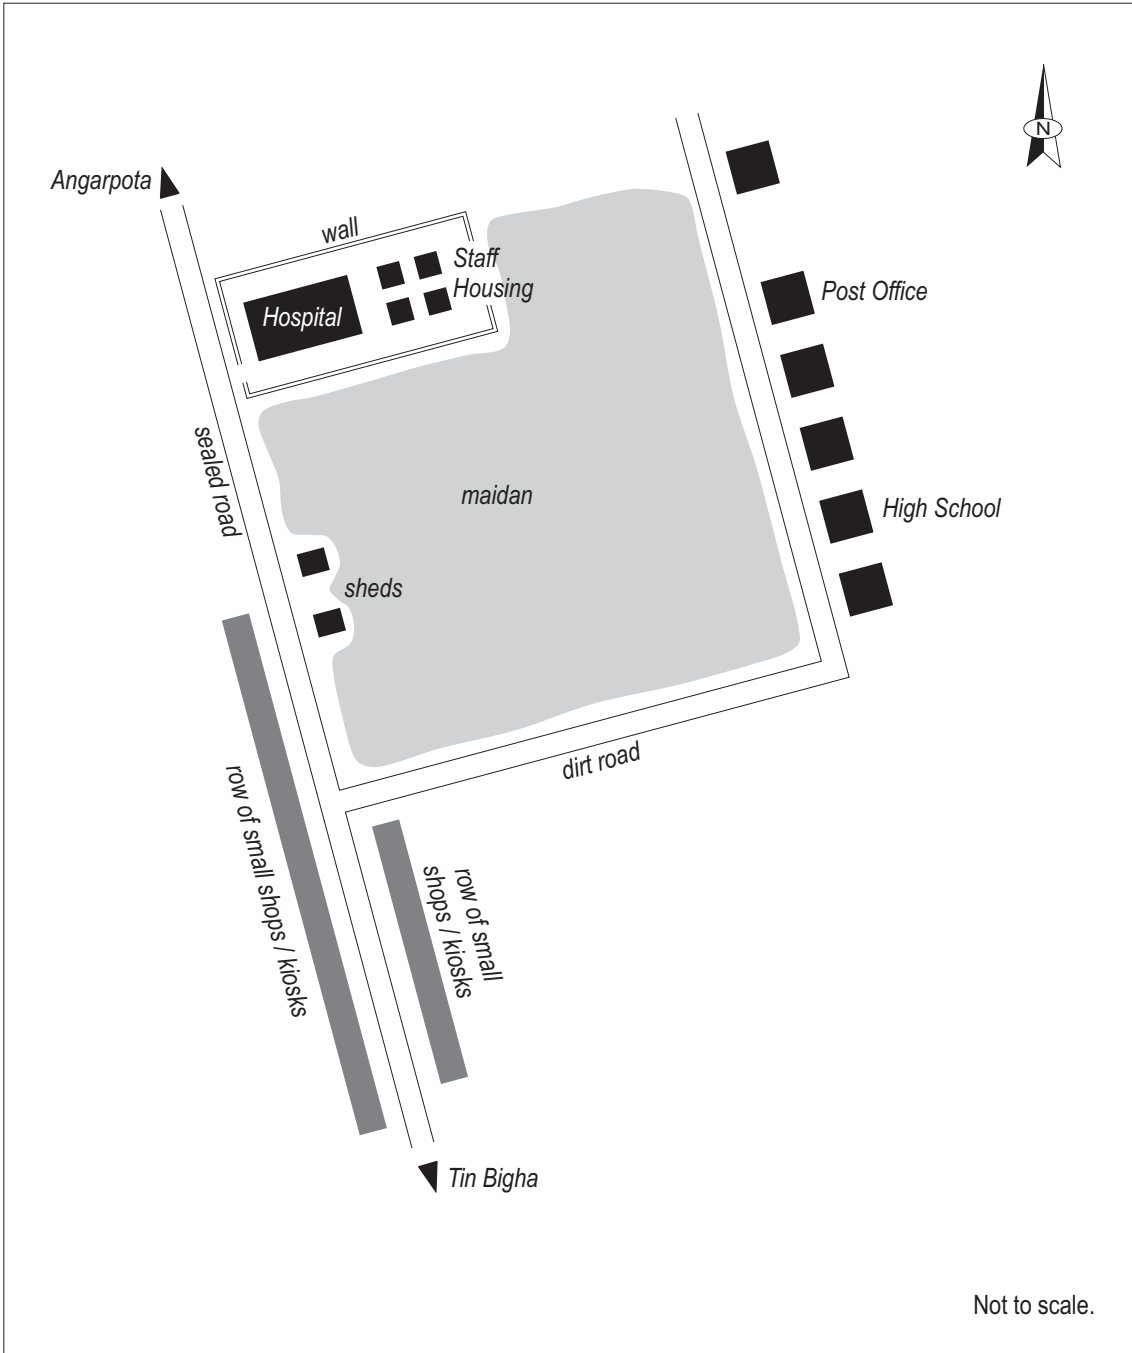 N
Angarpota
wall
Staff
Housing
Hospital
Post Office
sealed road
maidan
High School
sheds
dirt road
row of small shops / kiosks
row of small
shops / kiosks
Tin Bigha
Not to scale.